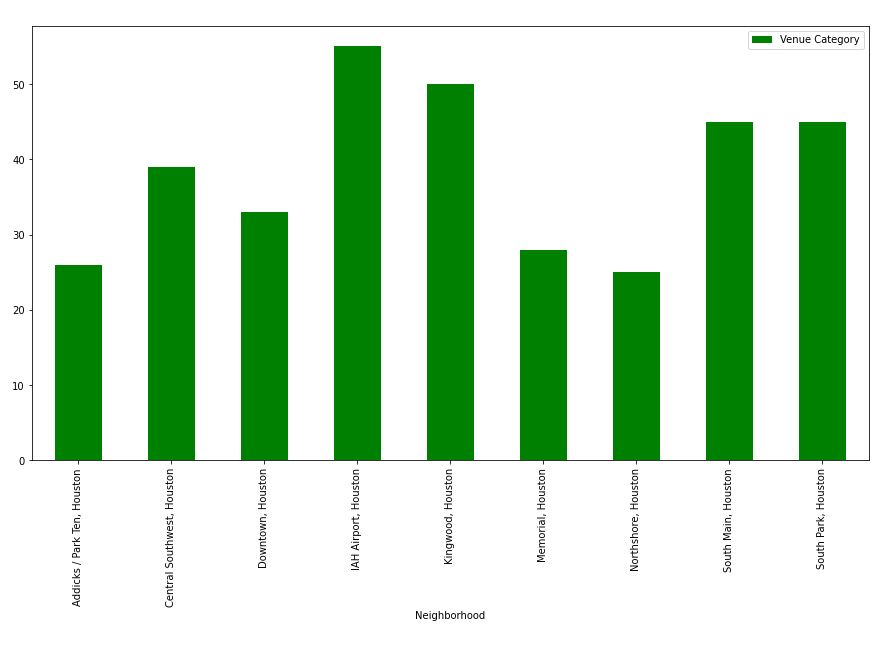 Venue Category
50
40
30
20
10
0
Addicks / Park Ten, Houston
Central Southwest, Houston
Downtown, Houston
IAH Airport, Houston
Kingwood, Houston
Memorial, Houston
Northshore, Houston
South Main, Houston
South Park, Houston
Neighborhood